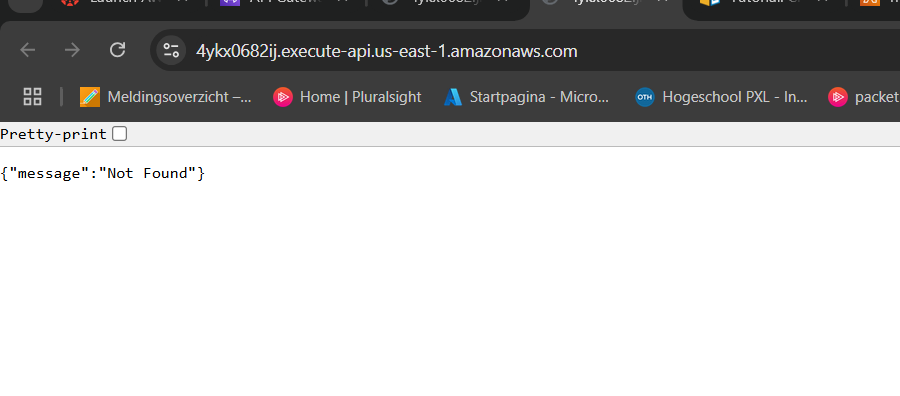 4ykx0682ij.execute-api.us-east-1.amazonaws.com
Meldingsoverzicht –... Home | Pluralsight Startpagina - Micro... OTH Hogeschool PXL - In... packet
Pretty-print
{"message":"Not Found"}